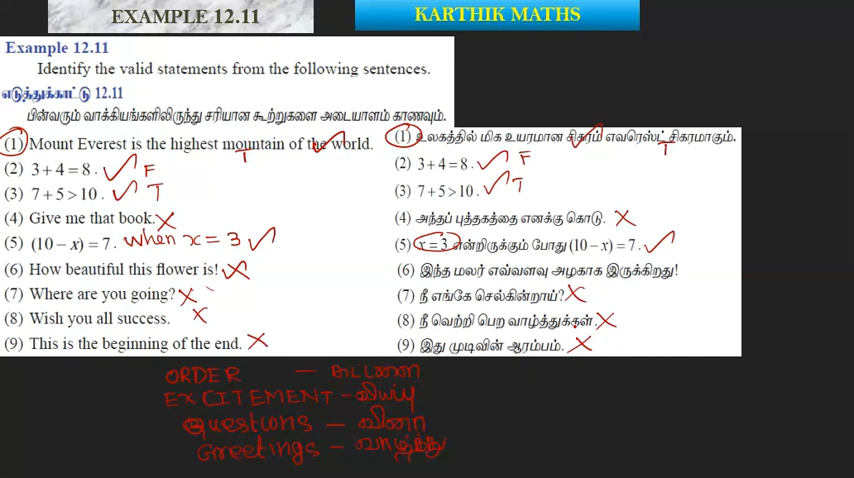 EXAMPLE 12.11
KARTHIK MATHS
Example 12.11
Identify the valid statements from the following sentences.
எடுத்துக்காட்டு 12.11
பின்வரும் வாக்கியங்களிலிருந்து சரியான கூற்றுகளை அடையாளம் காணவும்.
(1) Mount Everest is the highest mountain of the world.
T
(2) 3 + 4 = 8 . F
(3) 7 + 5 > 10 . T
(4) Give me that book.
(5) (10 − x) = 7 . when x = 3
(6) How beautiful this flower is!
(7) Where are you going?
(8) Wish you all success.
(9) This is the beginning of the end.
(1) உலகத்தில் மிக உயரமான சிகரம் எவரெஸ்ட் சிகரமாகும்.
T
(2) 3 + 4 = 8 . F
(3) 7 + 5 > 10 . T
(4) அந்தப் புத்தகத்தை எனக்கு கொடு.
(5) x = 3 என்றிருக்கும் போது (10 − x) = 7 .
(6) இந்த மலர் எவ்வளவு அழகாக இருக்கிறது!
(7) நீ எங்கே செல்கின்றாய்?
(8) நீ வெற்றி பெற வாழ்த்துக்கள்.
(9) இது முடிவின் ஆரம்பம்.
ORDER – கட்டளை
EXCITEMENT – வியப்பு
Questions – வினா
Greetings – வாழ்த்து